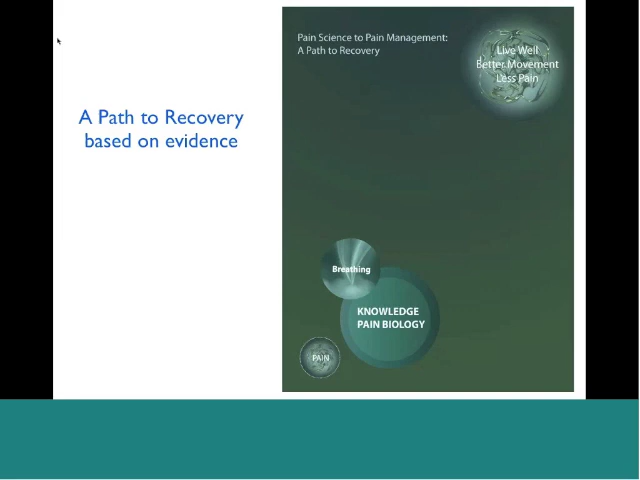 A Path to Recovery
based on evidence
Pain Science to Pain Management:
A Path to Recovery
Live Well
Better Movement
Less Pain
Breathing
KNOWLEDGE
PAIN BIOLOGY
PAIN